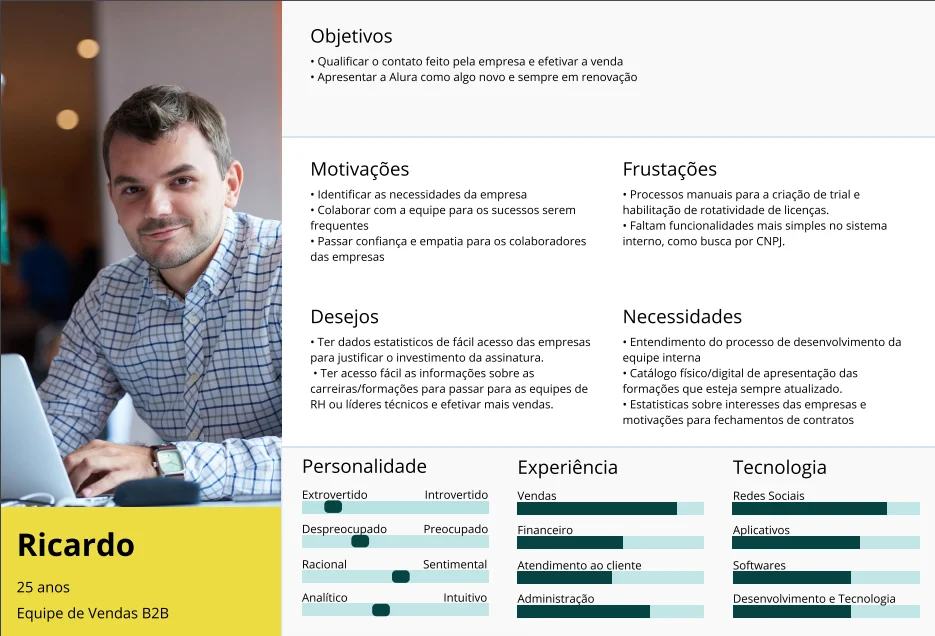 Objetivos
• Qualificar o contato feito pela empresa e efetivar a venda
• Apresentar a Alura como algo novo e sempre em renovação
Motivações
• Identificar as necessidades da empresa
• Colaborar com a equipe para os sucessos serem
frequentes
• Passar confiança e empatia para os colaboradores
das empresas
Frustações
• Processos manuais para a criação de trial e
habilitação de rotatividade de licenças.
• Faltam funcionalidades mais simples no sistema
interno, como busca por CNPJ.
Desejos
• Ter dados estatisticos de fácil acesso das empresas
para justificar o investimento da assinatura.
• Ter acesso fácil as informações sobre as
carreiras/formações para passar para as equipes de
RH ou líderes técnicos e efetivar mais vendas.
Necessidades
• Entendimento do processo de desenvolvimento da
equipe interna
• Catálogo físico/digital de apresentação das
formações que esteja sempre atualizado.
• Estatisticas sobre interesses das empresas e
motivações para fechamentos de contratos
Ricardo
25 anos
Equipe de Vendas B2B
Personalidade
Extrovertido Introvertido
Despreocupado Preocupado
Racional Sentimental
Analítico Intuitivo
Experiência
Vendas
Financeiro
Atendimento ao cliente
Administração
Tecnologia
Redes Sociais
Aplicativos
Softwares
Desenvolvimento e Tecnologia